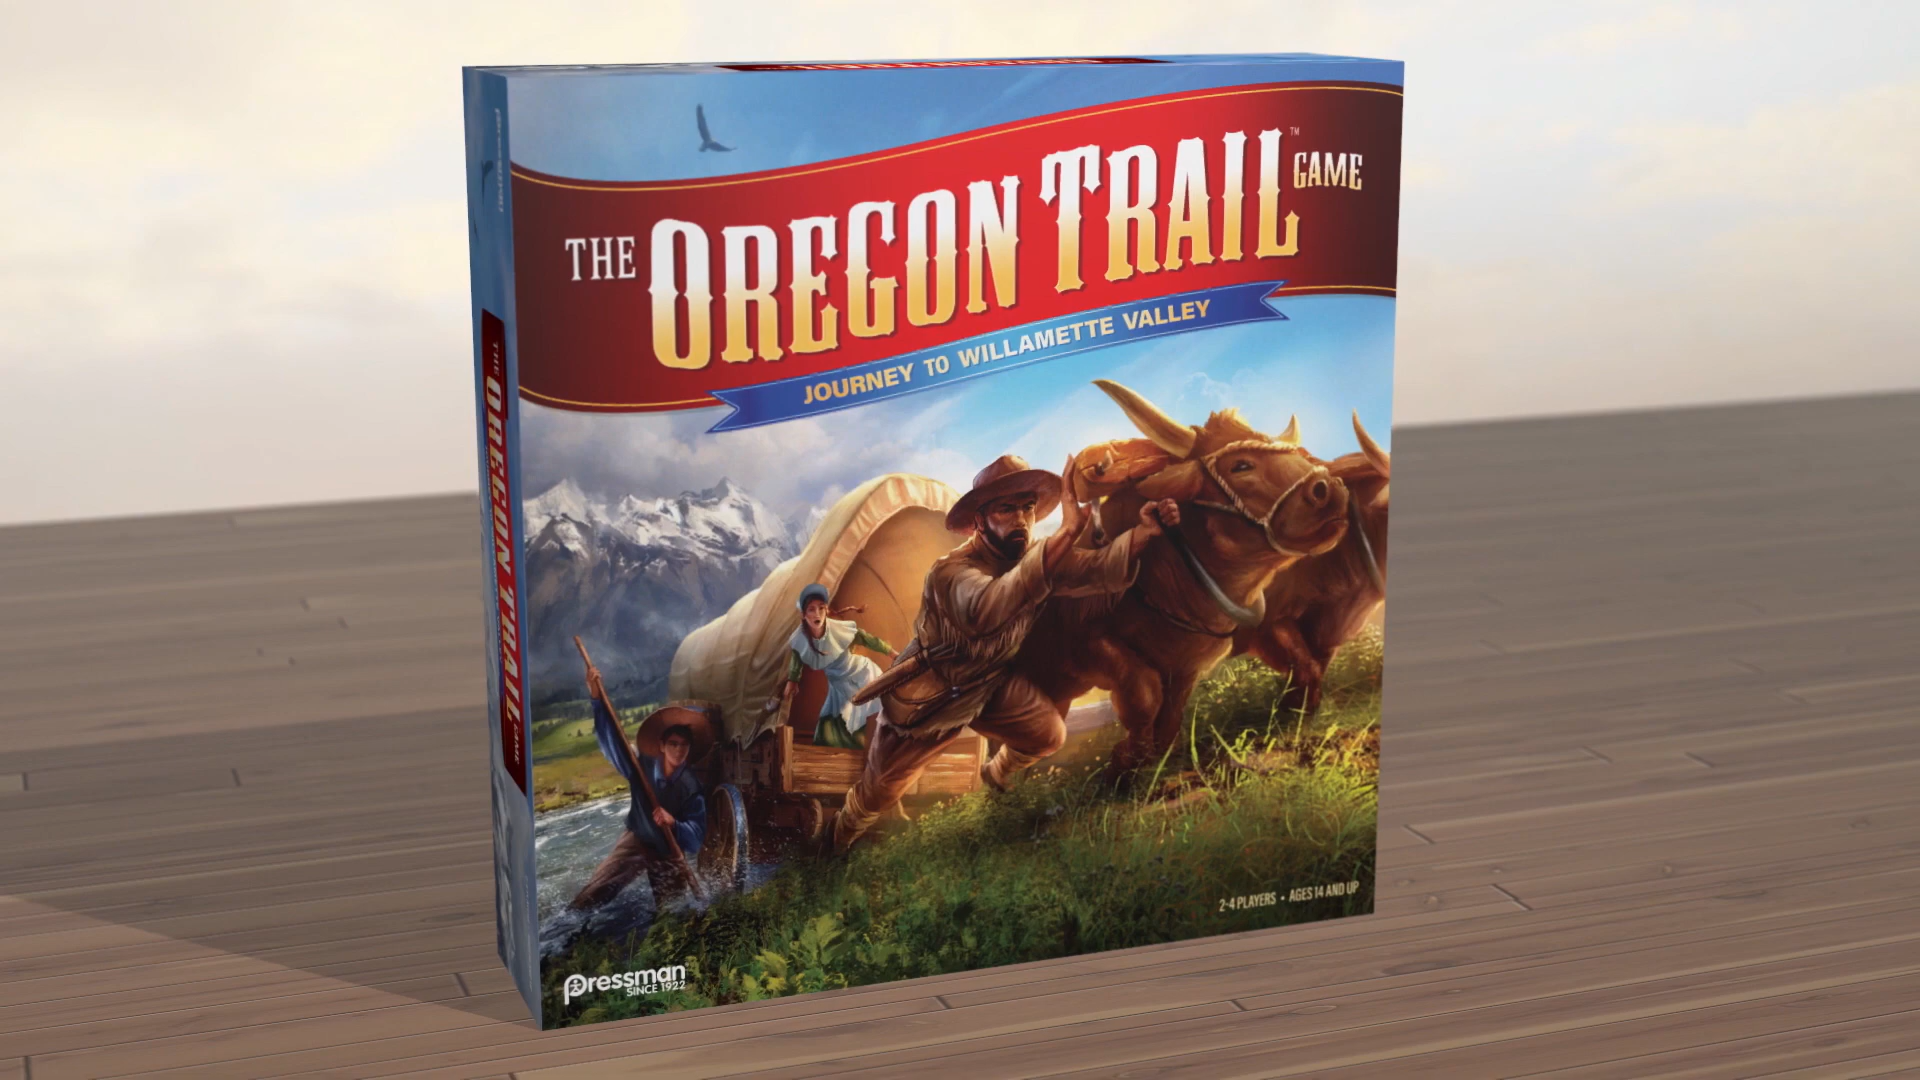 THE OREGON TRAIL™ GAME
JOURNEY TO WILLAMETTE VALLEY
THE OREGON TRAIL GAME
2-4 PLAYERS • AGES 14 AND UP
pressman
SINCE 1922